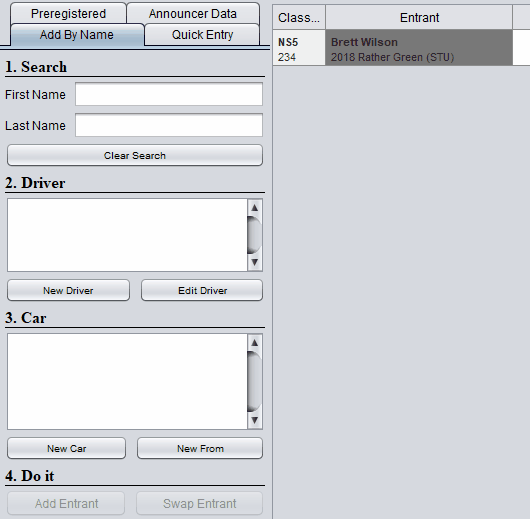 Preregistered
Announcer Data
Add By Name
Quick Entry
1. Search
First Name
Last Name
Clear Search
2. Driver
New Driver
Edit Driver
3. Car
New Car
New From
4. Do it
Add Entrant
Swap Entrant
Class...
Entrant
NS5
Brett Wilson
234
2018 Rather Green (STU)